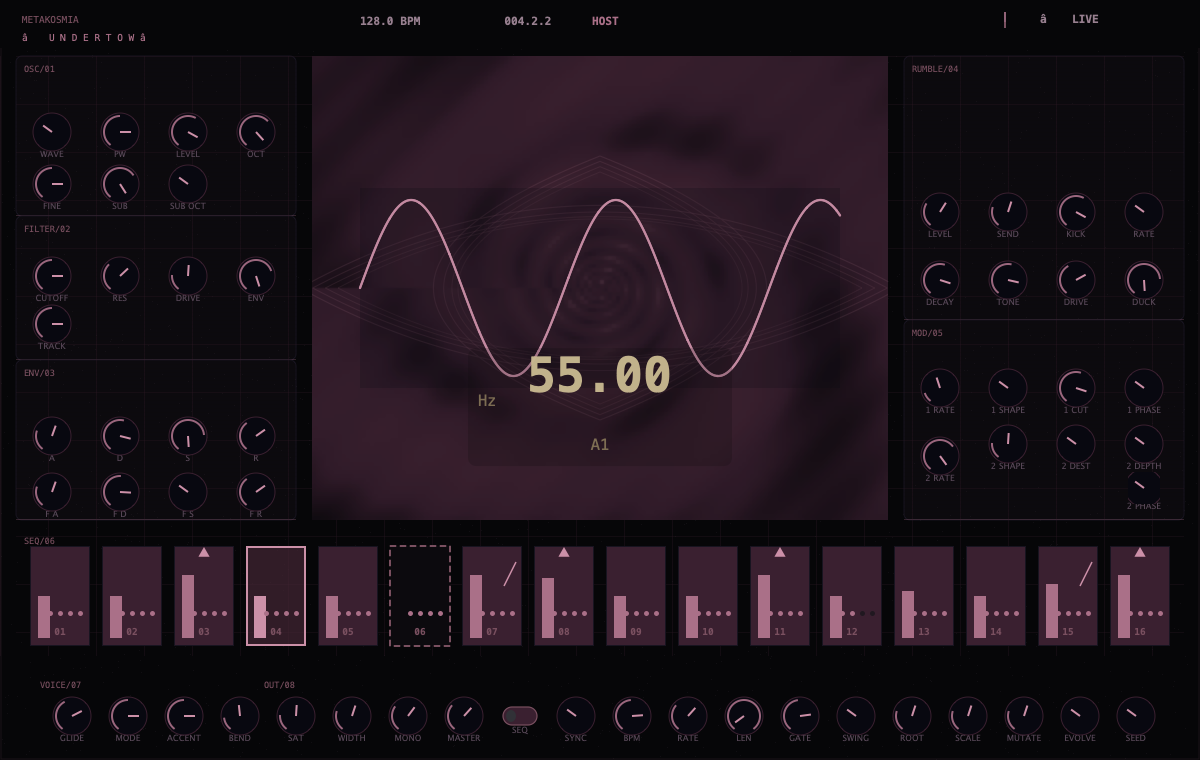 METAKOSMIA
â UNDERTOWâ
128.0 BPM
004.2.2
HOST
â LIVE
OSC/01
WAVE PW LEVEL OCT
FINE SUB SUB OCT
FILTER/02
CUTOFF RES DRIVE ENV
TRACK
ENV/03
A D S R
F A F D F S F R
55.00
Hz
A1
RUMBLE/04
LEVEL SEND KICK RATE
DECAY TONE DRIVE DUCK
MOD/05
1 RATE 1 SHAPE 1 CUT 1 PHASE
2 RATE 2 SHAPE 2 DEST 2 DEPTH
2 PHASE
SEQ/06
01 02 03 04 05 06 07 08 09 10 11 12 13 14 15 16
VOICE/07
OUT/08
GLIDE MODE ACCENT BEND SAT WIDTH MONO MASTER SEQ SYNC BPM RATE LEN GATE SWING ROOT SCALE MUTATE EVOLVE SEED